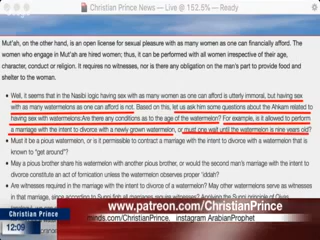 Christian Prince News — Live @ 152.5% — Ready
Mut'ah, on the other hand, is an open license for sexual pleasure with as many women as one can financially afford. The
women who engage in Mut'ah are hired women; thus, it can be performed with all women irrespective of their age,
character, conduct or religion. It requires no witnesses, nor is there any obligation on the man's part to provide food and
shelter to the woman.
Well, it seems that in the Nasibi logic having sex with as many women as one can afford is utterly immoral, but having
sex with as many watermelons as one can afford is not. Based on this, let us ask him some questions about the Ahkam related to
having sex with watermelons:Are there any conditions as to the age of the watermelon? For example, is it allowed to perform
a marriage with the intent to divorce with a newly grown watermelon, or must one wait until the watermelon is nine years old?
Must it be a pious watermelon, or is it permissible to contract a marriage with the intent to divorce with a watermelon that is
known to "get around"?
May a pious brother share his watermelon with another pious brother, or would the second man's marriage with the intent to
divorce constitute an act of fornication unless the watermelon observes proper 'iddah?
Are witnesses required in the marriage with the intent of divorce of a watermelon? May other watermelons serve as witnesses
in that marriage, since according to Sunni fiqh all marriages require witnesses?
Christian Prince
www.patreon.com/ChristianPrince
12:09
minds.com/ChristianPrince, instagram ArabianProphet